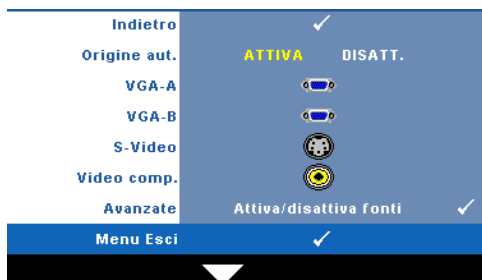 Indietro
Origine aut. ATTIVA DISATT.
VGA-A
VGA-B
S-Video
Video comp.
Avanzate Attiva/disattiva fonti
Menu Esci